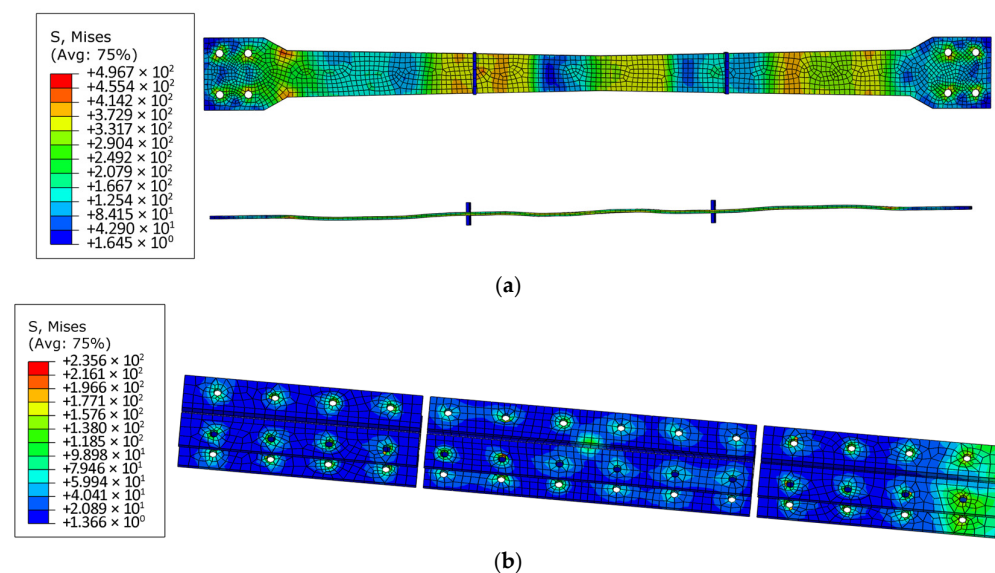 S, Mises
(Avg: 75%)
+4.967 × 10²
+4.554 × 10²
+4.142 × 10²
+3.729 × 10²
+3.317 × 10²
+2.904 × 10²
+2.492 × 10²
+2.079 × 10²
+1.667 × 10²
+1.254 × 10²
+8.415 × 10¹
+4.290 × 10¹
+1.645 × 10⁰
(a)
S, Mises
(Avg: 75%)
+2.356 × 10²
+2.161 × 10²
+1.966 × 10²
+1.771 × 10²
+1.576 × 10²
+1.380 × 10²
+1.185 × 10²
+9.898 × 10¹
+7.946 × 10¹
+5.994 × 10¹
+4.041 × 10¹
+2.089 × 10¹
+1.366 × 10⁰
(b)